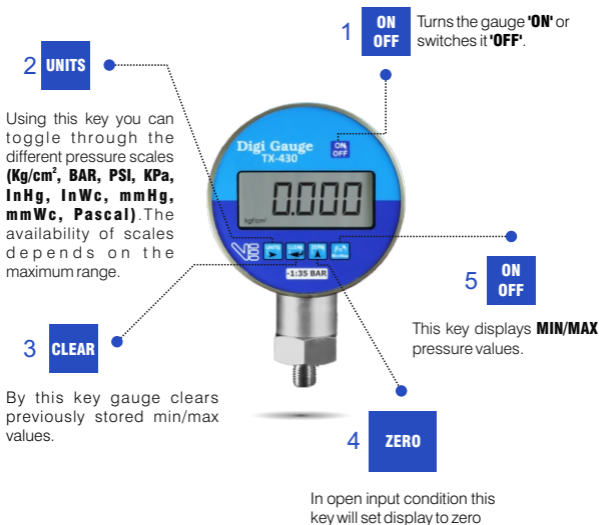 1
ON
OFF
Turns the gauge 'ON' or
switches it 'OFF'.
2
UNITS
Using this key you can
toggle through the
different pressure scales
(Kg/cm², BAR, PSI, KPa,
InHg, InWc, mmHg,
mmWc, Pascal).The
availability of scales
depends on the
maximum range.
Digi Gauge
TX-430
ON
OFF
0.000
kgf/cm²
UNITS
CLEAR
ZERO
-1:35 BAR
5
ON
OFF
This key displays MIN/MAX
pressure values.
3
CLEAR
By this key gauge clears
previously stored min/max
values.
4
ZERO
In open input condition this
key will set display to zero